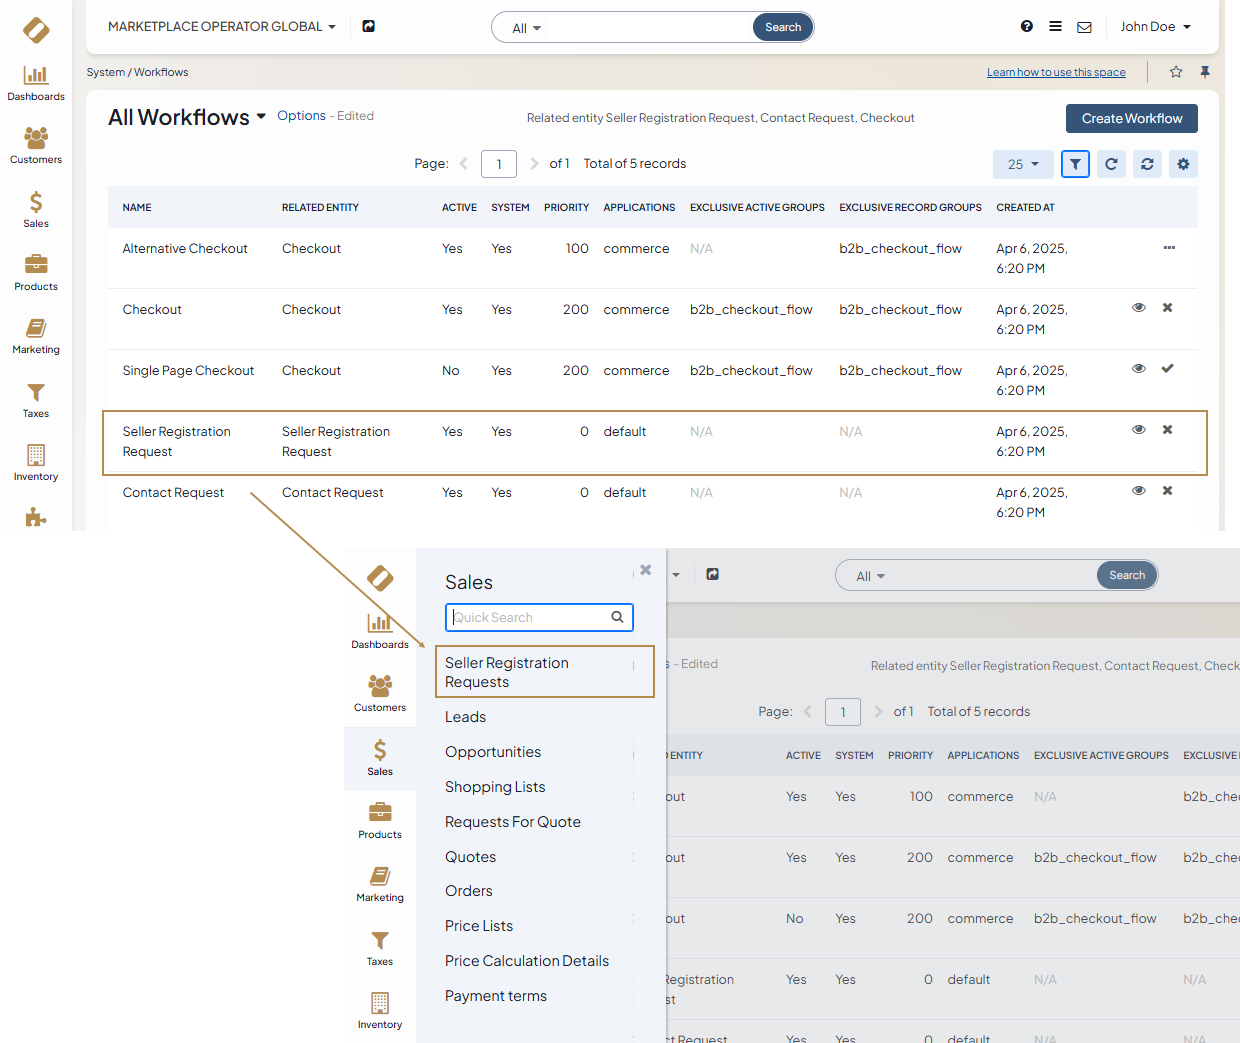 MARKETPLACE OPERATOR GLOBAL
All
Search
John Doe
System / Workflows
Learn how to use this space
Dashboards
Customers
Sales
Products
Marketing
Taxes
Inventory
All Workflows
Options - Edited
Related entity Seller Registration Request, Contact Request, Checkout
Create Workflow
Page: 1 of 1 Total of 5 records
25
NAME RELATED ENTITY ACTIVE SYSTEM PRIORITY APPLICATIONS EXCLUSIVE ACTIVE GROUPS EXCLUSIVE RECORD GROUPS CREATED AT
Alternative Checkout Checkout Yes Yes 100 commerce N/A b2b_checkout_flow Apr 6, 2025,
6:20 PM
Checkout Checkout Yes Yes 200 commerce b2b_checkout_flow b2b_checkout_flow Apr 6, 2025,
6:20 PM
Single Page Checkout Checkout No Yes 200 commerce b2b_checkout_flow b2b_checkout_flow Apr 6, 2025,
6:20 PM
Seller Registration Seller Registration Yes Yes 0 default N/A N/A Apr 6, 2025,
Request Request 6:20 PM
Contact Request Contact Request Yes Yes 0 default N/A N/A Apr 6, 2025,
6:20 PM
Dashboards
Customers
Sales
Products
Marketing
Taxes
Inventory
Sales
Quick Search
Seller Registration
Requests
Leads
Opportunities
Shopping Lists
Requests For Quote
Quotes
Orders
Price Lists
Price Calculation Details
Payment terms
All
Search
s - Edited
Related entity Seller Registration Request, Contact Request, Check
Page: 1 of 1 Total of 5 records
ENTITY ACTIVE SYSTEM PRIORITY APPLICATIONS EXCLUSIVE ACTIVE GROUPS EXCLUSIVE
out Yes Yes 100 commerce N/A b2b_che
out Yes Yes 200 commerce b2b_checkout_flow b2b_che
out No Yes 200 commerce b2b_checkout_flow b2b_che
Registration Yes Yes 0 default N/A N/A
st
ct Request Yes Yes 0 default N/A N/A